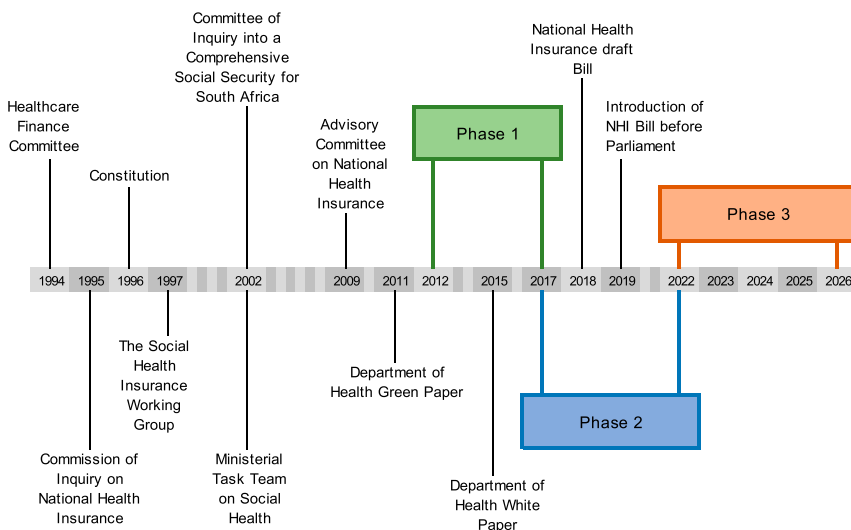 Committee of
Inquiry into a
Comprehensive
Social Security for
South Africa
National Health
Insurance draft
Bill
Healthcare
Finance
Committee
Advisory
Committee
on National
Health
Insurance
Phase 1
Introduction of
NHI Bill before
Parliament
Constitution
Phase 3
1994 1995 1996 1997 2002 2009 2011 2012 2015 2017 2018 2019 2022 2023 2024 2025 2026
The Social
Health
Insurance
Working
Group
Department of
Health Green Paper
Phase 2
Commission of
Inquiry on
National Health
Insurance
Ministerial
Task Team
on Social
Health
Department of
Health White
Paper